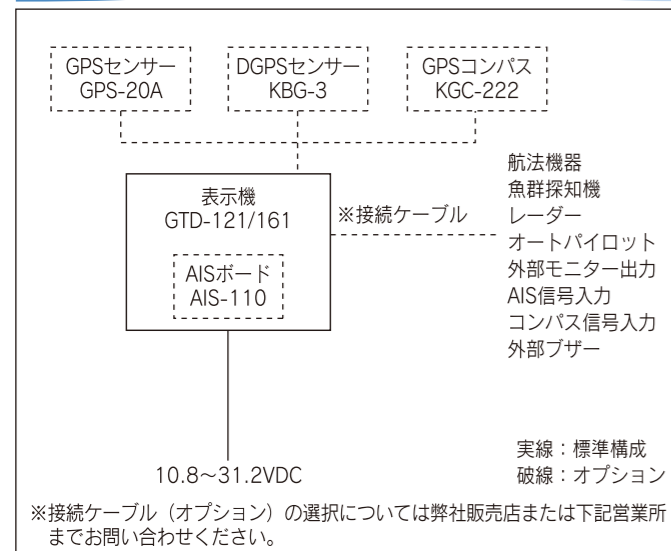 GPSセンサー
GPS-20A
DGPSセンサー
KBG-3
GPSコンパス
KGC-222
表示機
GTD-121/161
AISボード
AIS-110
※接続ケーブル
航法機器
魚群探知機
レーダー
オートパイロット
外部モニター出力
AIS信号入力
コンパス信号入力
外部ブザー
10.8～31.2VDC
実線：標準構成
破線：オプション
※接続ケーブル（オプション）の選択については弊社販売店または下記営業所
までお問い合わせください。